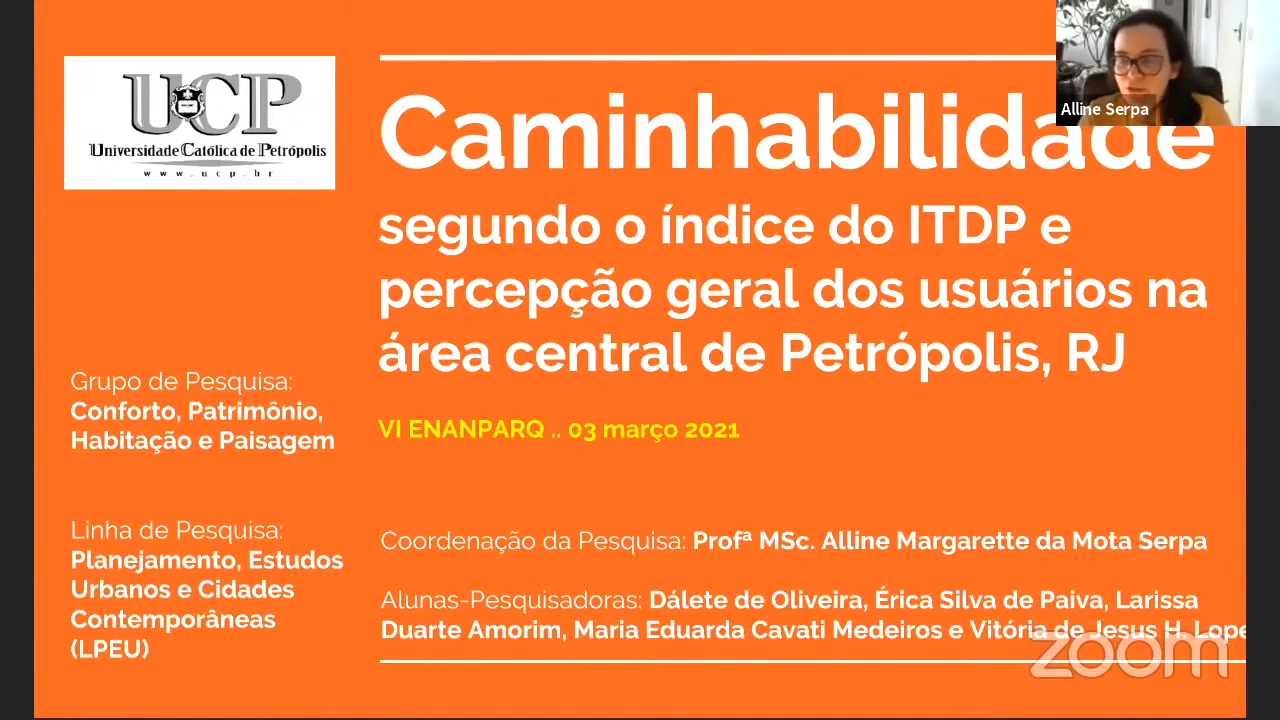 UCP
Universidade Católica de Petrópolis
www.ucp.br
Alline Serpa
Caminhabilidade
segundo o índice do ITDP e
percepção geral dos usuários na
área central de Petrópolis, RJ
VI ENANPARQ .. 03 março 2021
Grupo de Pesquisa:
Conforto, Patrimônio,
Habitação e Paisagem
Linha de Pesquisa:
Planejamento, Estudos
Urbanos e Cidades
Contemporâneas
(LPEU)
Coordenação da Pesquisa: Profª MSc. Alline Margarette da Mota Serpa
Alunas-Pesquisadoras: Dálete de Oliveira, Érica Silva de Paiva, Larissa
Duarte Amorim, Maria Eduarda Cavati Medeiros e Vitória de Jesus H. Lope
zoom